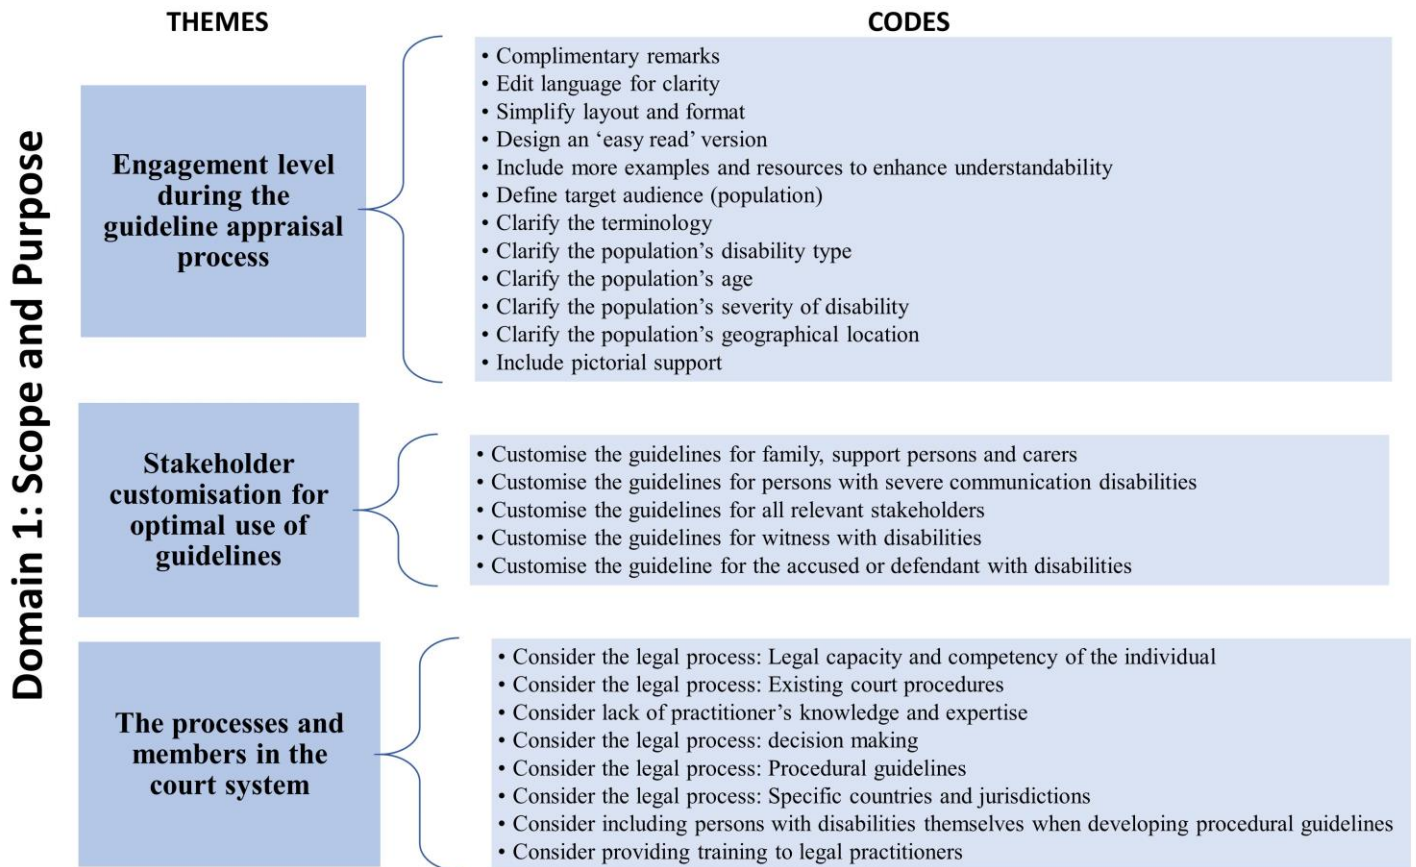 THEMES
CODES
Domain 1: Scope and Purpose
Engagement level
during the
guideline appraisal
process
• Complimentary remarks
• Edit language for clarity
• Simplify layout and format
• Design an ‘easy read’ version
• Include more examples and resources to enhance understandability
• Define target audience (population)
• Clarify the terminology
• Clarify the population’s disability type
• Clarify the population’s age
• Clarify the population’s severity of disability
• Clarify the population’s geographical location
• Include pictorial support
Stakeholder
customisation for
optimal use of
guidelines
• Customise the guidelines for family, support persons and carers
• Customise the guidelines for persons with severe communication disabilities
• Customise the guidelines for all relevant stakeholders
• Customise the guidelines for witness with disabilities
• Customise the guideline for the accused or defendant with disabilities
The processes and
members in the
court system
• Consider the legal process: Legal capacity and competency of the individual
• Consider the legal process: Existing court procedures
• Consider lack of practitioner’s knowledge and expertise
• Consider the legal process: decision making
• Consider the legal process: Procedural guidelines
• Consider the legal process: Specific countries and jurisdictions
• Consider including persons with disabilities themselves when developing procedural guidelines
• Consider providing training to legal practitioners